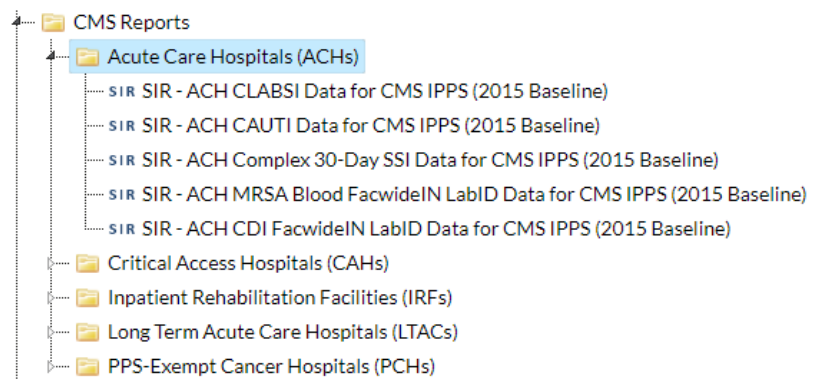 CMS Reports
Acute Care Hospitals (ACHs)
SIR SIR - ACH CLABSI Data for CMS IPPS (2015 Baseline)
SIR SIR - ACH CAUTI Data for CMS IPPS (2015 Baseline)
SIR SIR - ACH Complex 30-Day SSI Data for CMS IPPS (2015 Baseline)
SIR SIR - ACH MRSA Blood FacwideIN LabID Data for CMS IPPS (2015 Baseline)
SIR SIR - ACH CDI FacwideIN LabID Data for CMS IPPS (2015 Baseline)
Critical Access Hospitals (CAHs)
Inpatient Rehabilitation Facilities (IRFs)
Long Term Acute Care Hospitals (LTACs)
PPS-Exempt Cancer Hospitals (PCHs)